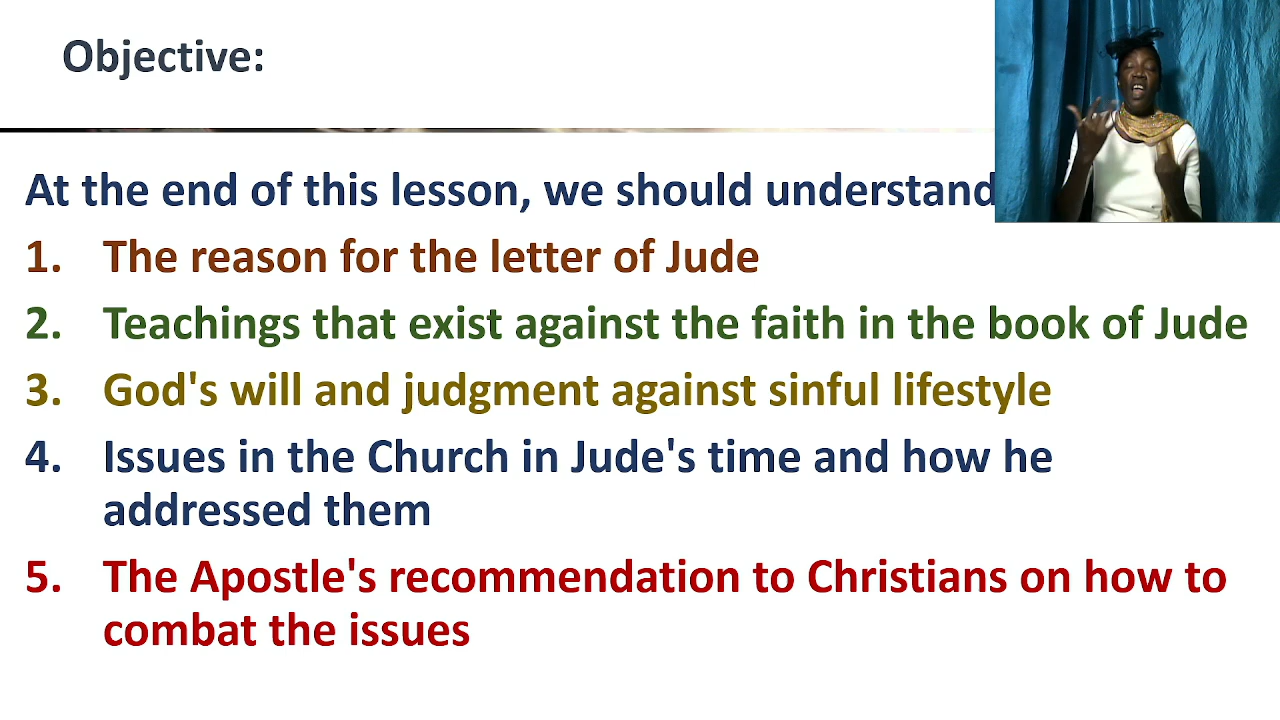 Objective:
At the end of this lesson, we should understand
1. The reason for the letter of Jude
2. Teachings that exist against the faith in the book of Jude
3. God's will and judgment against sinful lifestyle
4. Issues in the Church in Jude's time and how he
addressed them
5. The Apostle's recommendation to Christians on how to
combat the issues